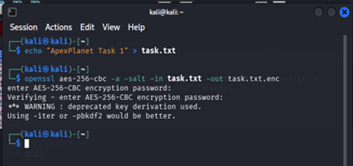 kali@kali: ~
Session Actions Edit View Help
(kali㉿kali)-[~]
$ echo "ApexPlanet Task 1" > task.txt
(kali㉿kali)-[~]
$ openssl aes-256-cbc -a -salt -in task.txt -out task.txt.enc
enter AES-256-CBC encryption password:
Verifying - enter AES-256-CBC encryption password:
*** WARNING : deprecated key derivation used.
Using -iter or -pbkdf2 would be better.
(kali㉿kali)-[~]
$